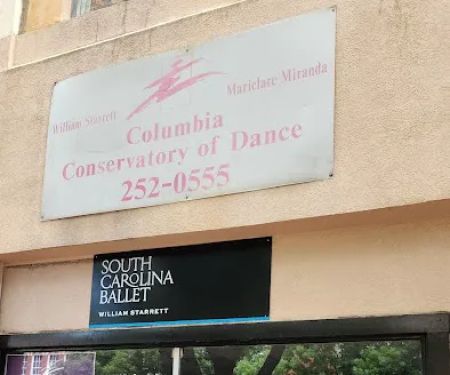 William Starrett
Mariclare Miranda
Columbia
Conservatory of Dance
252-0555
SOUTH
CAROLINA
BALLET
WILLIAM STARRETT